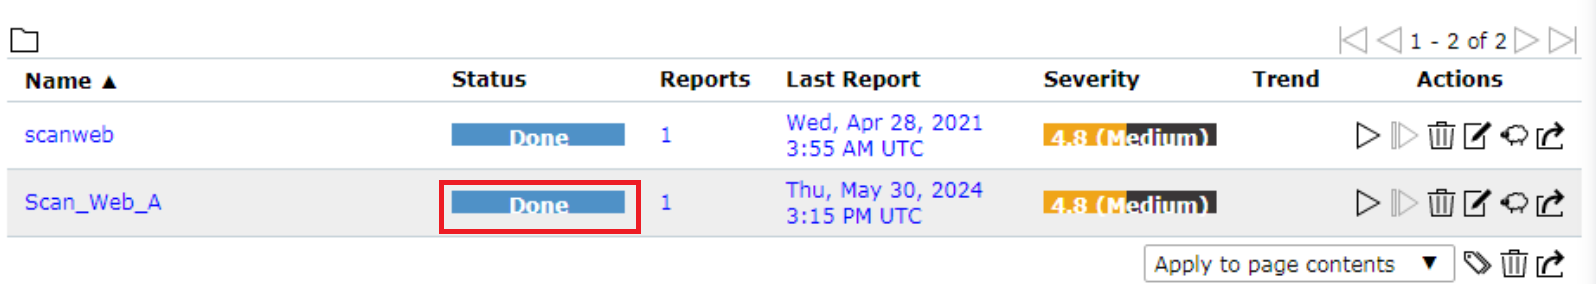 1 - 2 of 2
Name ▲ Status Reports Last Report Severity Trend Actions
scanweb Done 1 Wed, Apr 28, 2021 4.8 (Medium)
3:55 AM UTC
Scan_Web_A Done 1 Thu, May 30, 2024 4.8 (Medium)
3:15 PM UTC
Apply to page contents ▼